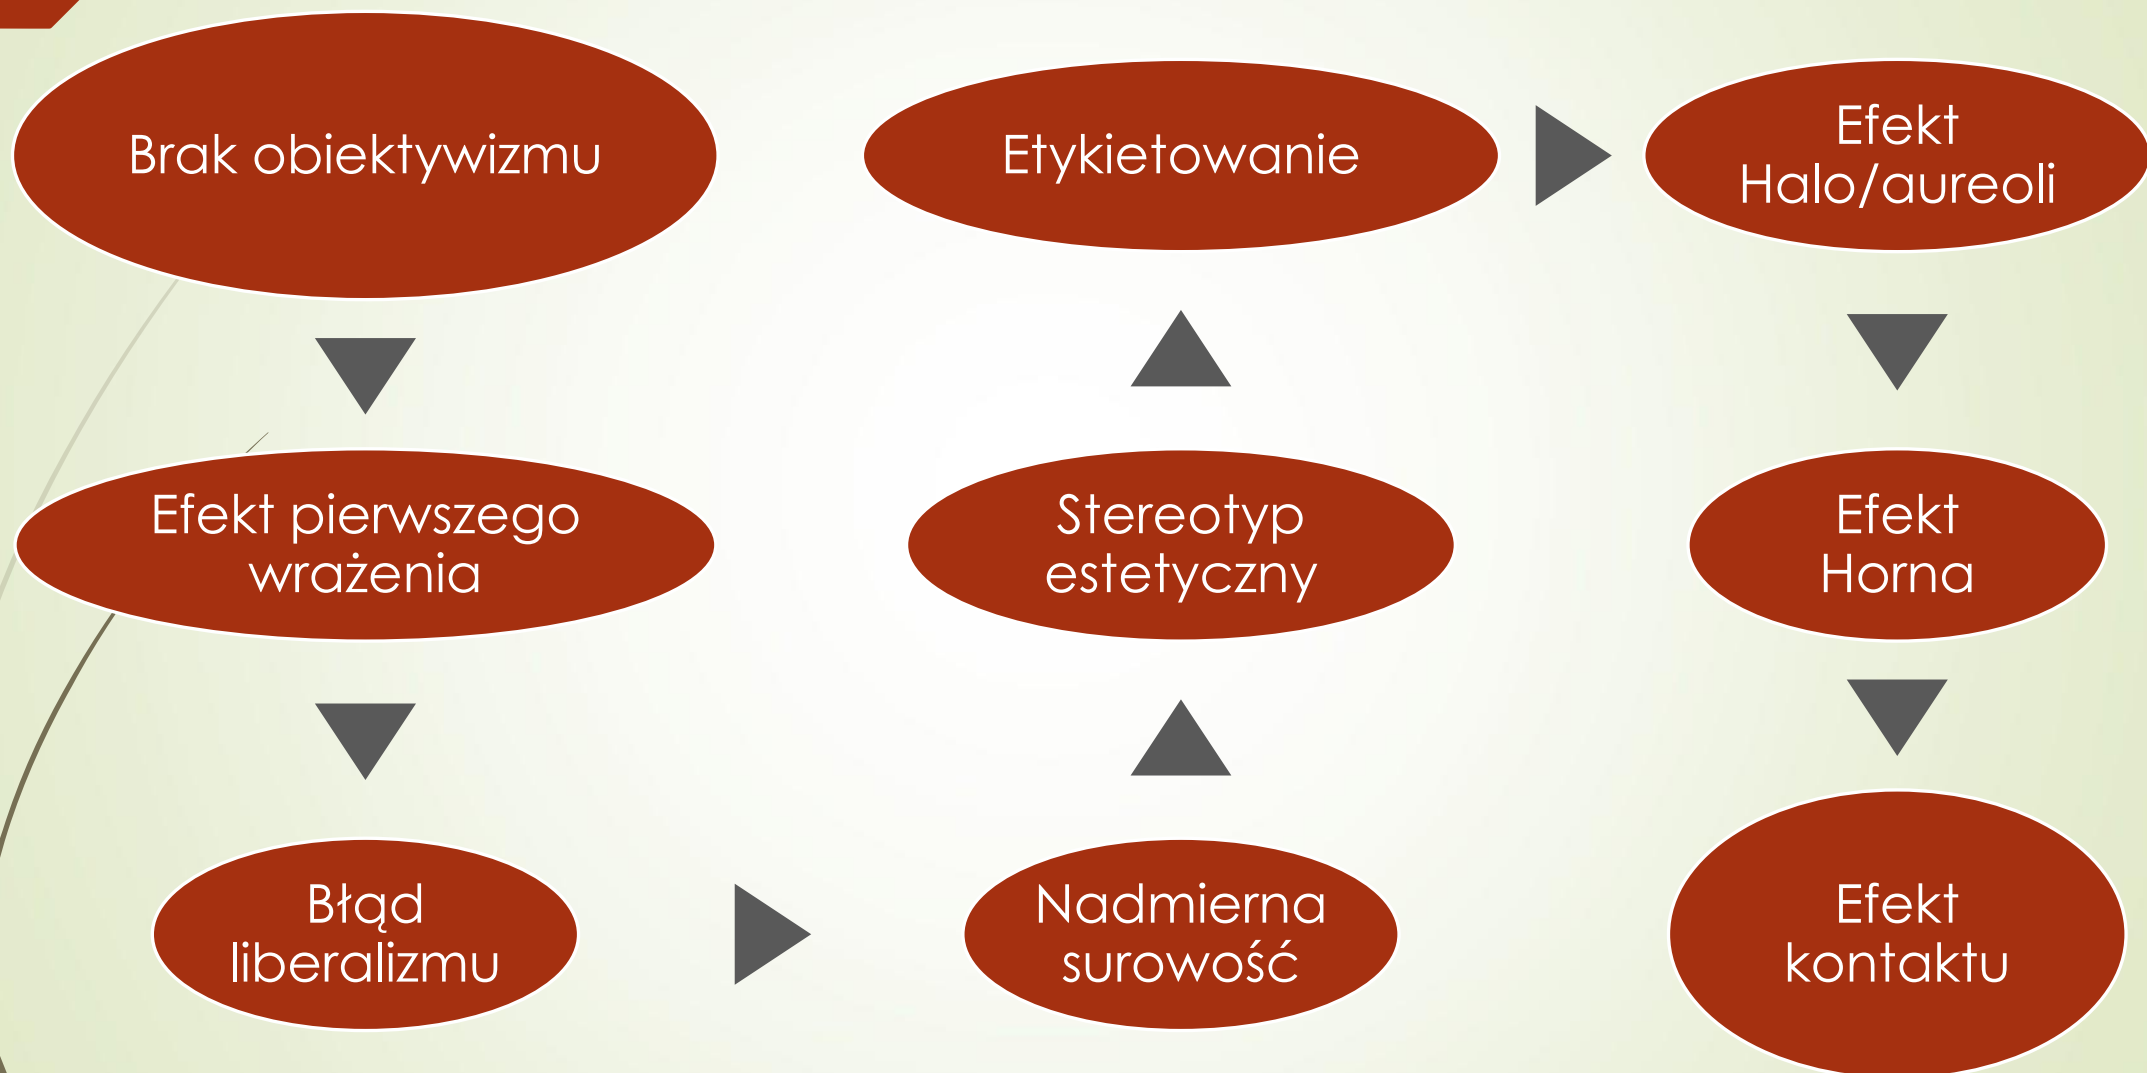 Brak obiektywizmu
Efekt pierwszego
wrażenia
Błąd
liberalizmu
Nadmierna
surowość
Stereotyp
estetyczny
Etykietowanie
Efekt
Halo/aureoli
Efekt
Horna
Efekt
kontaktu